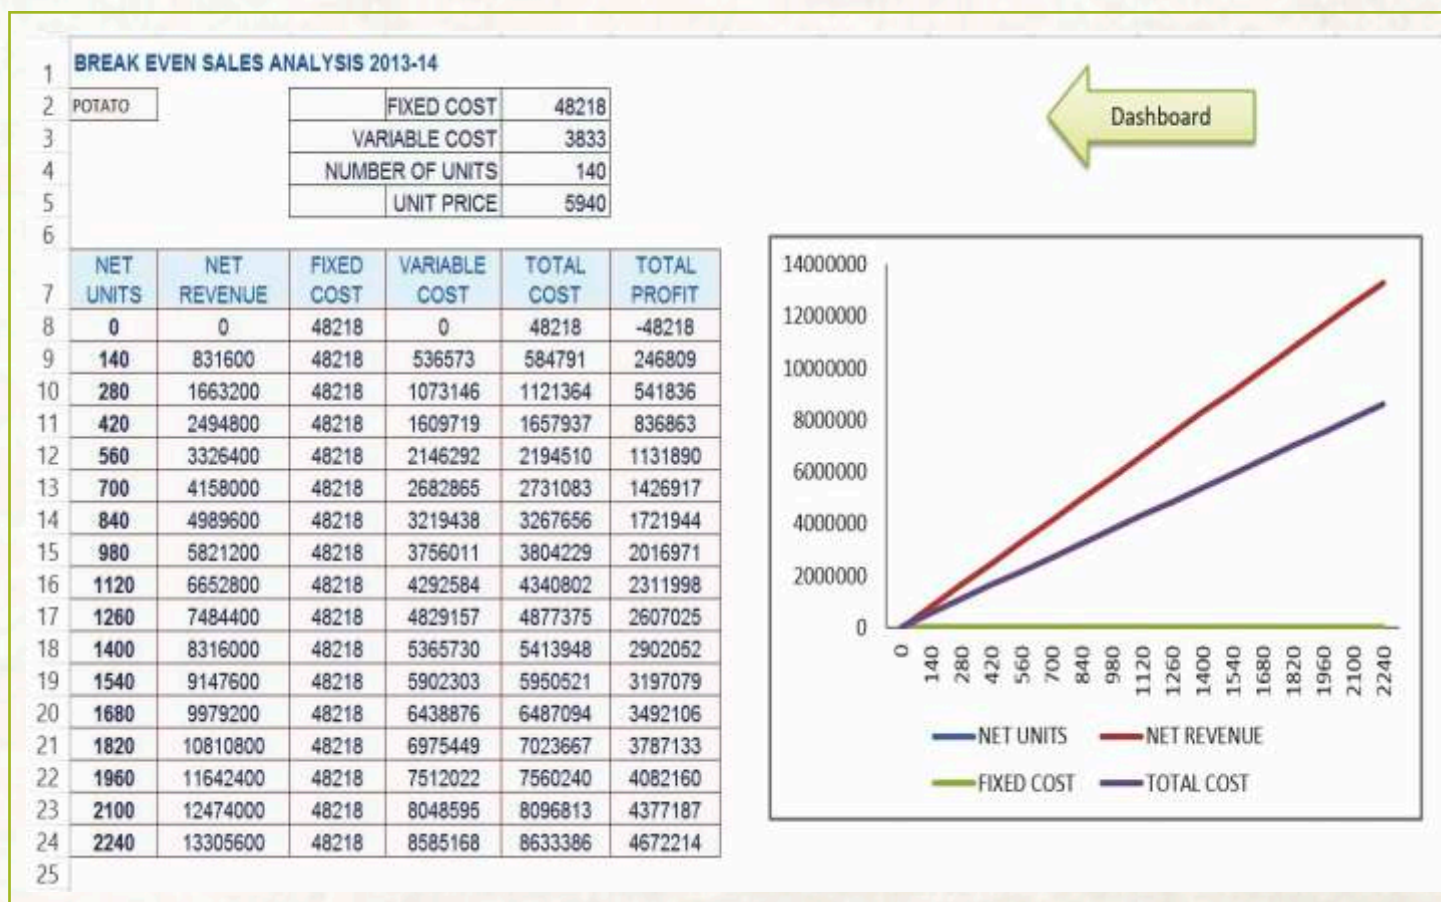 1 BREAK EVEN SALES ANALYSIS 2013-14
2 POTATO FIXED COST 48218
3 VARIABLE COST 3833
4 NUMBER OF UNITS 140
5 UNIT PRICE 5940
6
NET NET FIXED VARIABLE TOTAL TOTAL
7 UNITS REVENUE COST COST COST PROFIT
8 0 0 48218 0 48218 -48218
9 140 831600 48218 536573 584791 246809
10 280 1663200 48218 1073146 1121364 541836
11 420 2494800 48218 1609719 1657937 836863
12 560 3326400 48218 2146292 2194510 1131890
13 700 4158000 48218 2682865 2731083 1426917
14 840 4989600 48218 3219438 3267656 1721944
15 980 5821200 48218 3756011 3804229 2016971
16 1120 6652800 48218 4292584 4340802 2311998
17 1260 7484400 48218 4829157 4877375 2607025
18 1400 8316000 48218 5365730 5413948 2902052
19 1540 9147600 48218 5902303 5950521 3197079
20 1680 9979200 48218 6438876 6487094 3492106
21 1820 10810800 48218 6975449 7023667 3787133
22 1960 11642400 48218 7512022 7560240 4082160
23 2100 12474000 48218 8048595 8096813 4377187
24 2240 13305600 48218 8585168 8633386 4672214
25
Dashboard
14000000
12000000
10000000
8000000
6000000
4000000
2000000
0
0 140 280 420 560 700 840 980 1120 1260 1400 1540 1680 1820 1960 2100 2240
NET UNITS NET REVENUE
FIXED COST TOTAL COST